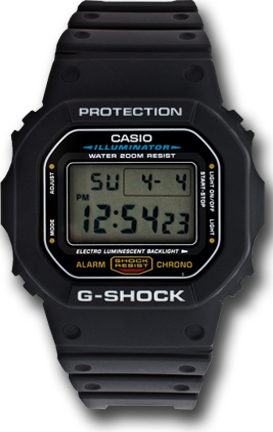 PROTECTION
CASIO
ILLUMINATOR
WATER 200M RESIST
ADJUST
MODE
SU 4- 4
PM
12:54 23
LIGHT ON/OFF
START·STOP
LIGHT
ELECTRO LUMINESCENT BACKLIGHT
ALARM
SHOCK
RESIST
CHRONO
G-SHOCK